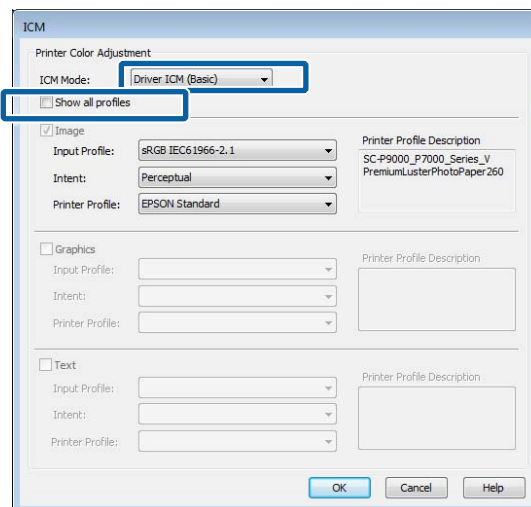 ICM
Printer Color Adjustment
ICM Mode: Driver ICM (Basic)
Show all profiles
Image
Input Profile: sRGB IEC61966-2.1
Intent: Perceptual
Printer Profile: EPSON Standard
Printer Profile Description
SC-P9000_P7000_Series_V
PremiumLusterPhotoPaper260
Graphics
Input Profile:
Intent:
Printer Profile:
Printer Profile Description
Text
Input Profile:
Intent:
Printer Profile:
Printer Profile Description
OK Cancel Help